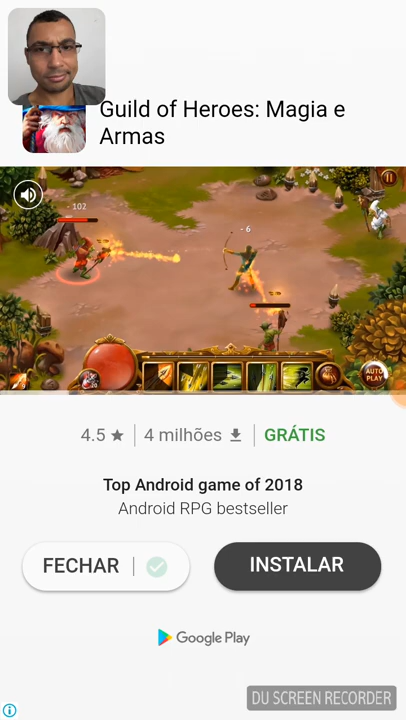 Guild of Heroes: Magia e
Armas
- 102
- 6
AUTO
PLAY
4.5 ★ | 4 milhões | GRÁTIS
Top Android game of 2018
Android RPG bestseller
FECHAR
INSTALAR
Google Play
DU SCREEN RECORDER